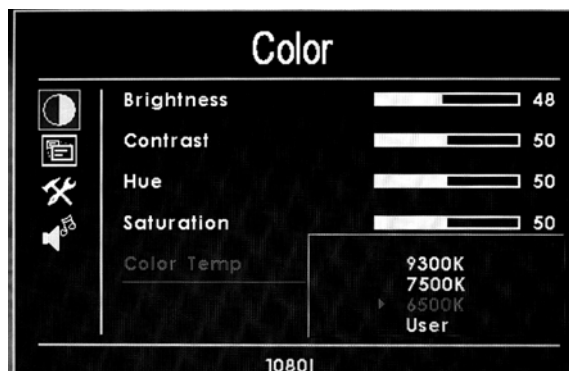 Color
Brightness 48
Contrast 50
Hue 50
Saturation 50
Color Temp
9300K
7500K
6500K
User
1080I